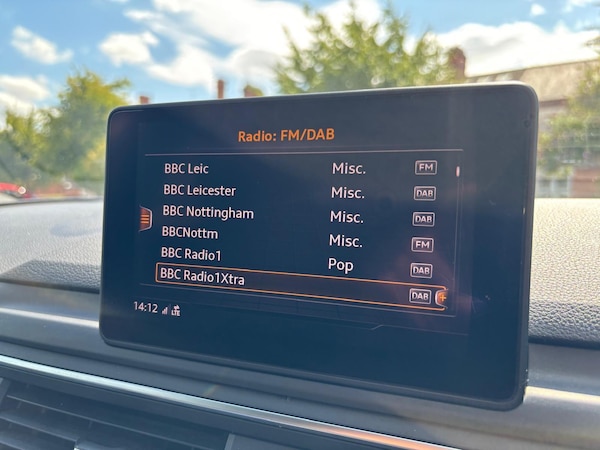 Radio: FM/DAB
BBC Leic Misc. FM
BBC Leicester Misc. DAB
BBC Nottingham Misc. DAB
BBCNottm Misc. FM
BBC Radio1 Pop DAB
BBC Radio1Xtra DAB
14:12 LTE